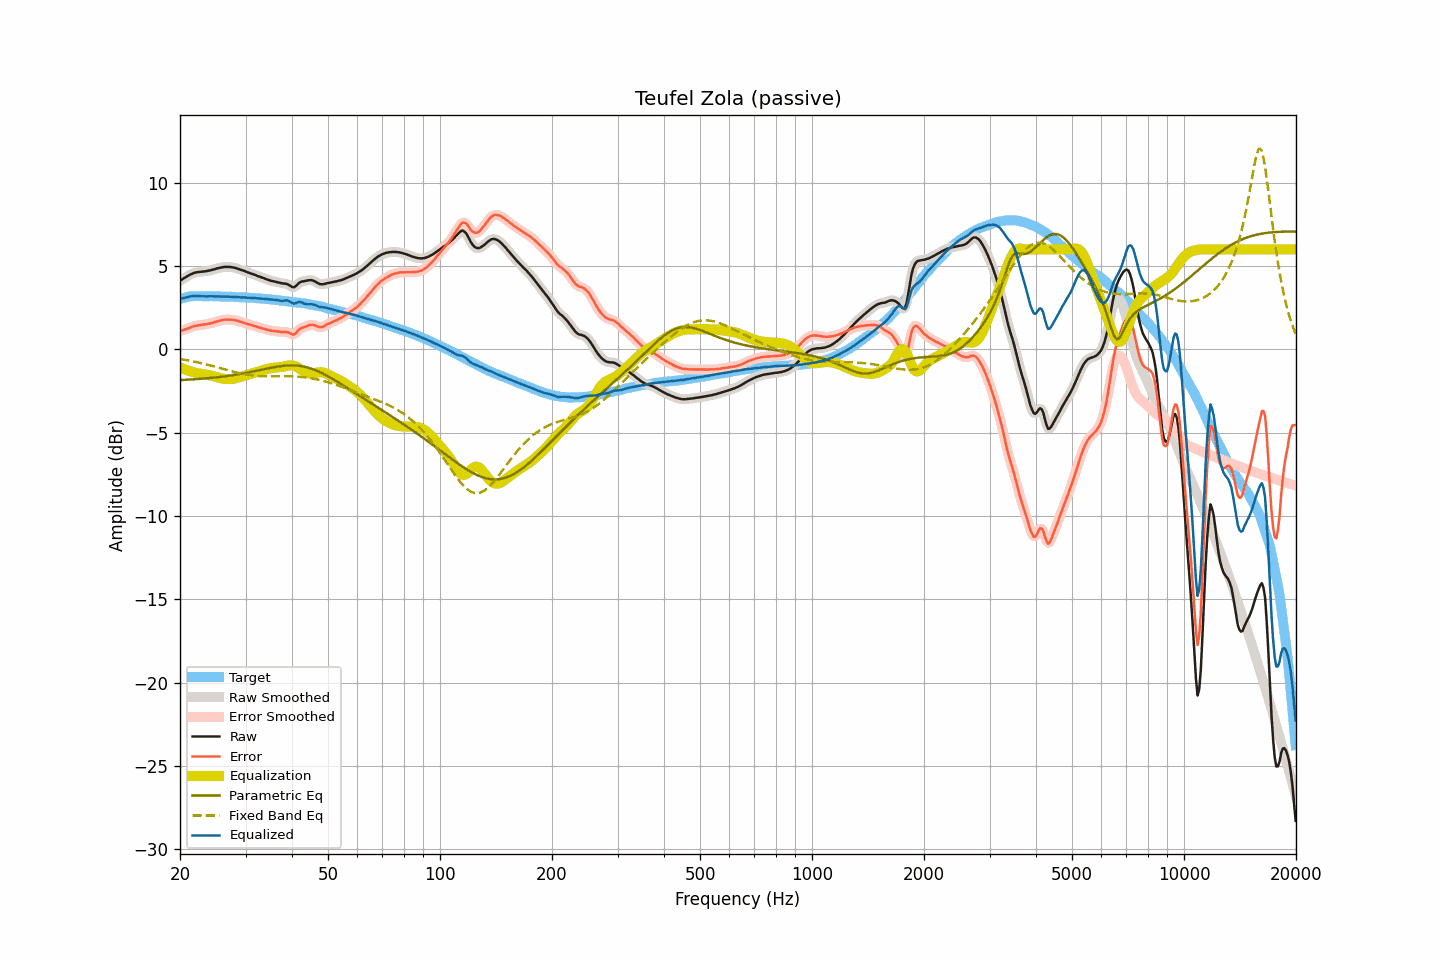 Teufel Zola (passive)
10
5
0
−5
−10
−15
−20
−25
−30
Amplitude (dBr)
Target
Raw Smoothed
Error Smoothed
Raw
Error
Equalization
Parametric Eq
Fixed Band Eq
Equalized
20 50 100 200 500 1000 2000 5000 10000 20000
Frequency (Hz)